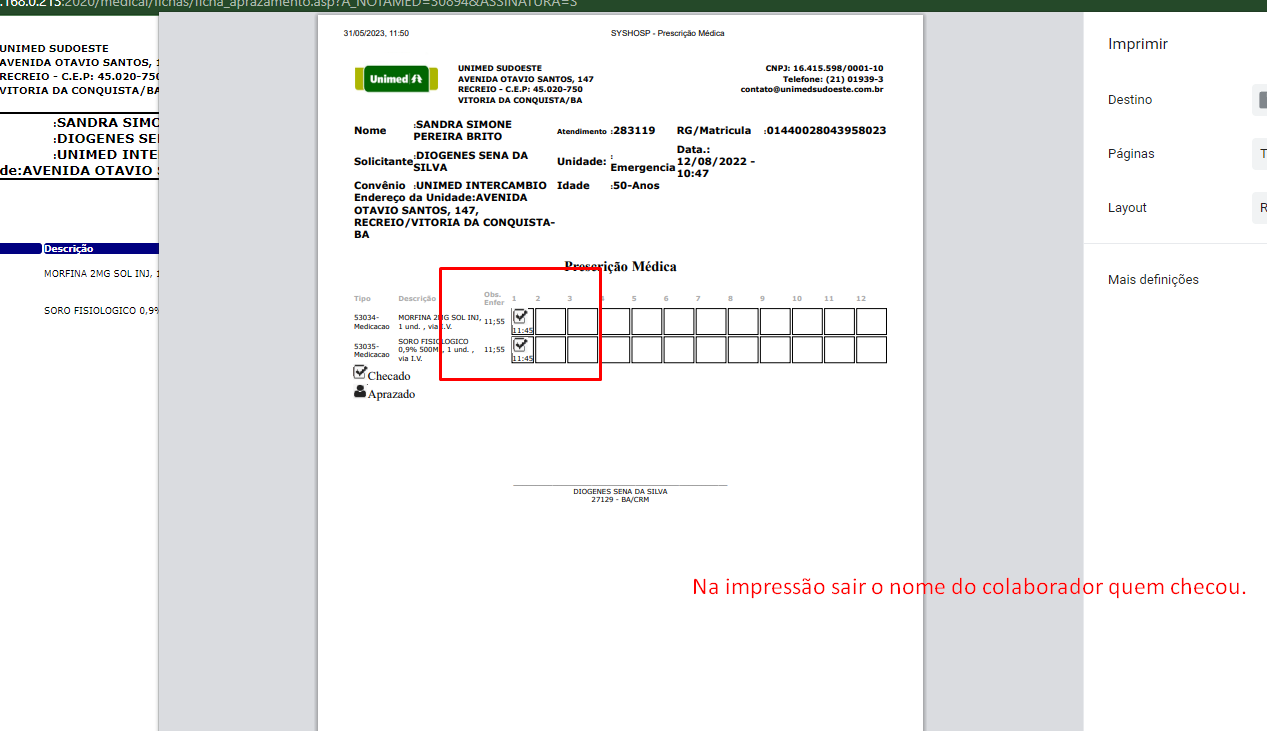 .168.0.213:2020/medical/fichas/ficha_aprazamento.asp?A_NOTAMED=50894&ASSINATURA=S
UNIMED SUDOESTE
AVENIDA OTAVIO SANTOS, 1
RECREIO - C.E.P: 45.020-750
VITORIA DA CONQUISTA/BA
:SANDRA SIMO
:DIOGENES SE
:UNIMED INTE
de:AVENIDA OTAVIO
Descrição
MORFINA 2MG SOL INJ, 1
SORO FISIOLOGICO 0,9%
31/05/2023, 11:50
SYSHOSP - Prescrição Médica
Unimed
UNIMED SUDOESTE
AVENIDA OTAVIO SANTOS, 147
RECREIO - C.E.P: 45.020-750
VITORIA DA CONQUISTA/BA
CNPJ: 16.415.598/0001-10
Telefone: (21) 01939-3
contato@unimedsudoeste.com.br
Nome :SANDRA SIMONE PEREIRA BRITO Atendimento :283119 RG/Matricula :01440028043958023
Solicitante:DIOGENES SENA DA SILVA Unidade: : Emergencia Data.: 12/08/2022 - 10:47
Convênio :UNIMED INTERCAMBIO Idade :50-Anos
Endereço da Unidade:AVENIDA
OTAVIO SANTOS, 147,
RECREIO/VITORIA DA CONQUISTA-
BA
Prescrição Médica
Tipo Descrição Obs. Enfer 1 2 3 4 5 6 7 8 9 10 11 12
53034-Medicacao MORFINA 2MG SOL INJ, 1 und. , via I.V. 11;55 11:45
53035-Medicacao SORO FISIOLOGICO 0,9% 500ML, 1 und. , via I.V. 11;55 11:45
Checado
Aprazado
DIOGENES SENA DA SILVA
27129 - BA/CRM
Na impressão sair o nome do colaborador quem checou.
Imprimir
Destino
Páginas T
Layout R
Mais definições